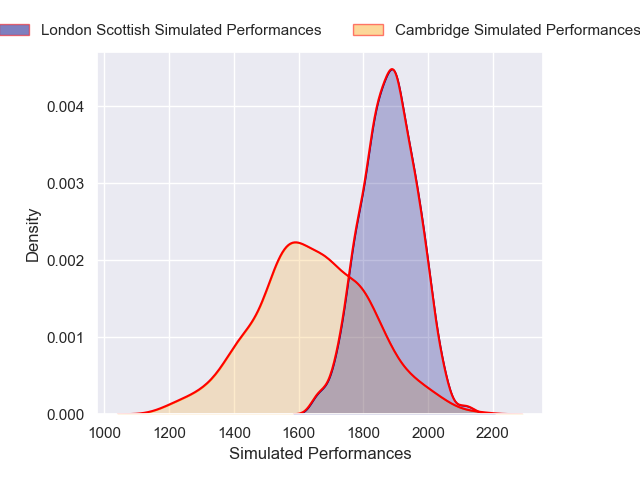 London Scottish Simulated Performances
Cambridge Simulated Performances
0.004
0.003
0.002
0.001
0.000
Density
1000 1200 1400 1600 1800 2000 2200
Simulated Performances